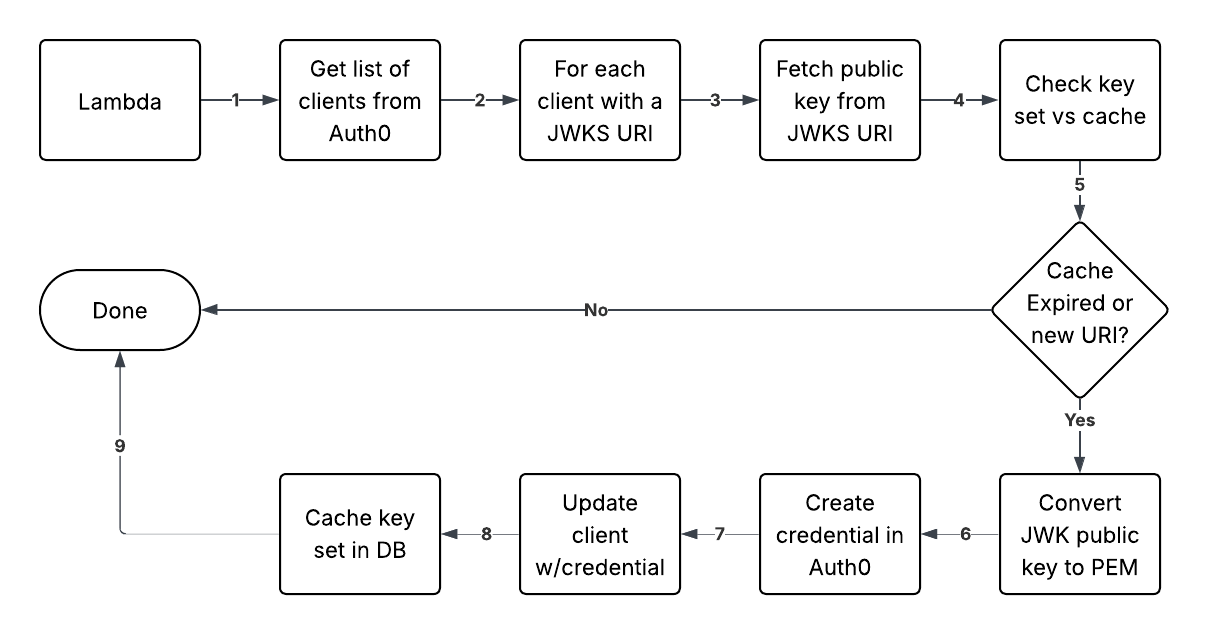 Lambda
1
Get list of
clients from
Auth0
2
For each
client with a
JWKS URI
3
Fetch public
key from
JWKS URI
4
Check key
set vs cache
5
Cache
Expired or
new URI?
No
Done
Yes
Convert
JWK public
key to PEM
6
Create
credential in
Auth0
7
Update
client
w/credential
8
Cache key
set in DB
9